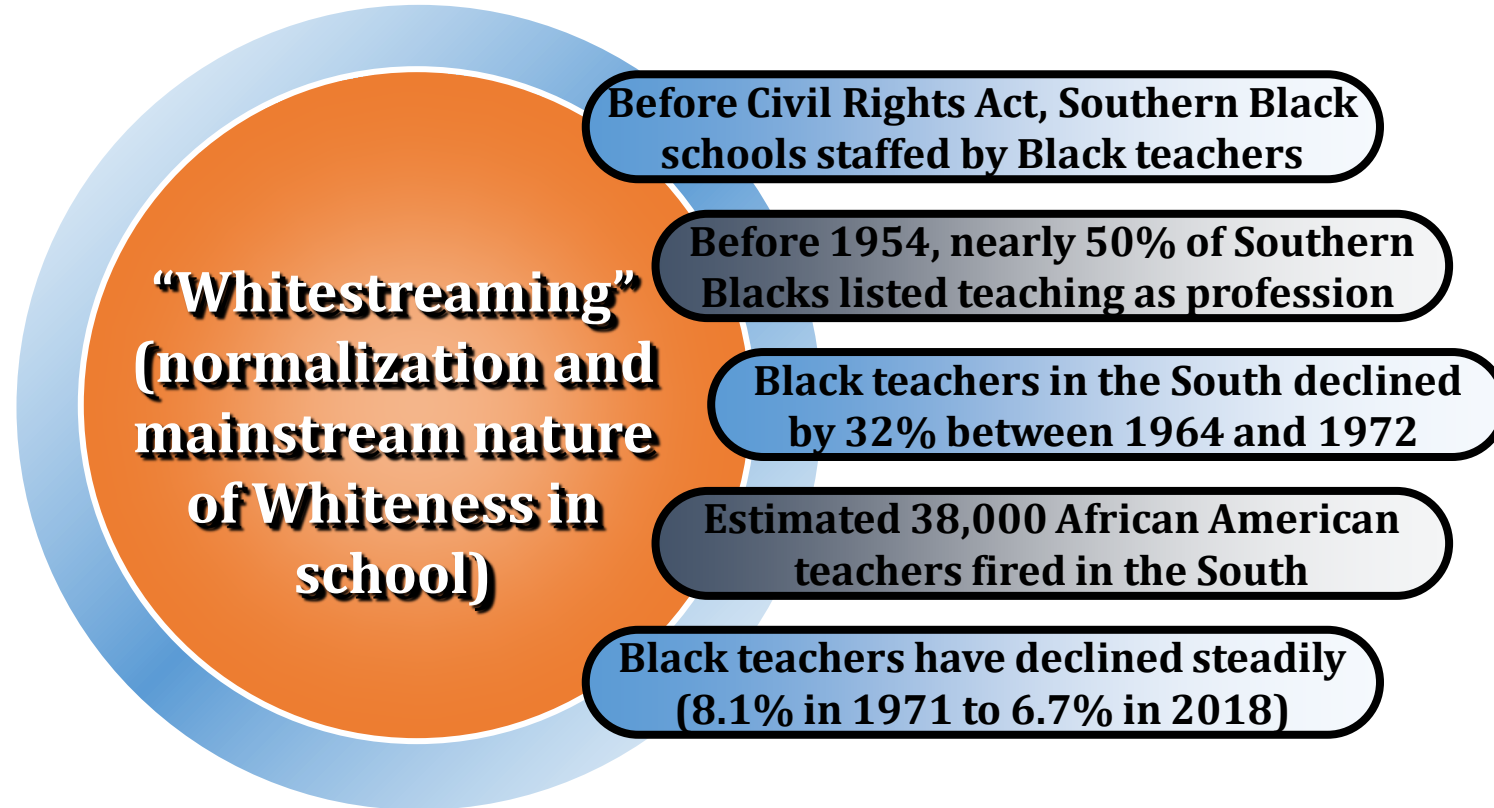 “Whitestreaming”
(normalization and
mainstream nature
of Whiteness in
school)
Before Civil Rights Act, Southern Black
schools staffed by Black teachers
Before 1954, nearly 50% of Southern
Blacks listed teaching as profession
Black teachers in the South declined
by 32% between 1964 and 1972
Estimated 38,000 African American
teachers fired in the South
Black teachers have declined steadily
(8.1% in 1971 to 6.7% in 2018)